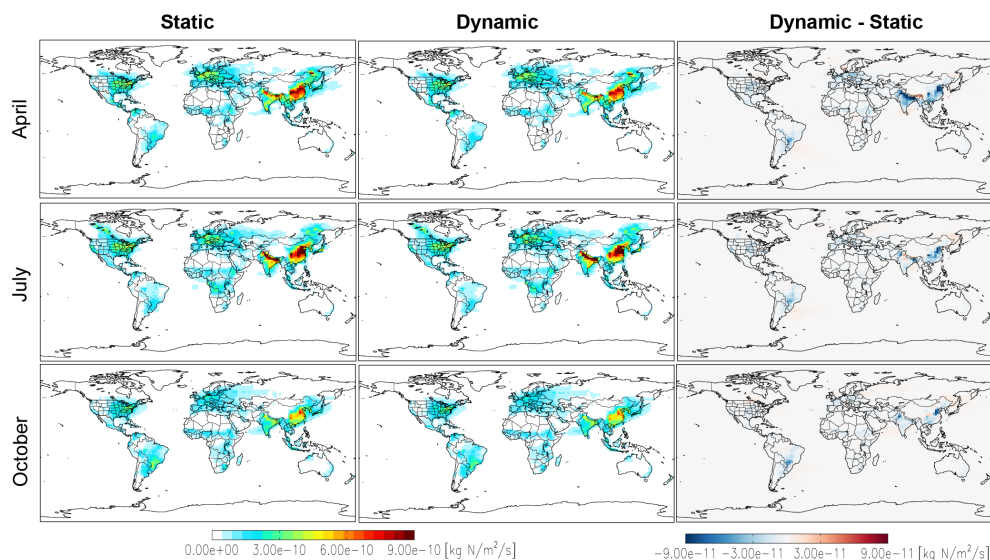 Static Dynamic Dynamic - Static
April
July
October
0.00e+00 3.00e-10 6.00e-10 9.00e-10 [kg N/m²/s]
-9.00e-11 -3.00e-11 3.00e-11 9.00e-11 [kg N/m²/s]